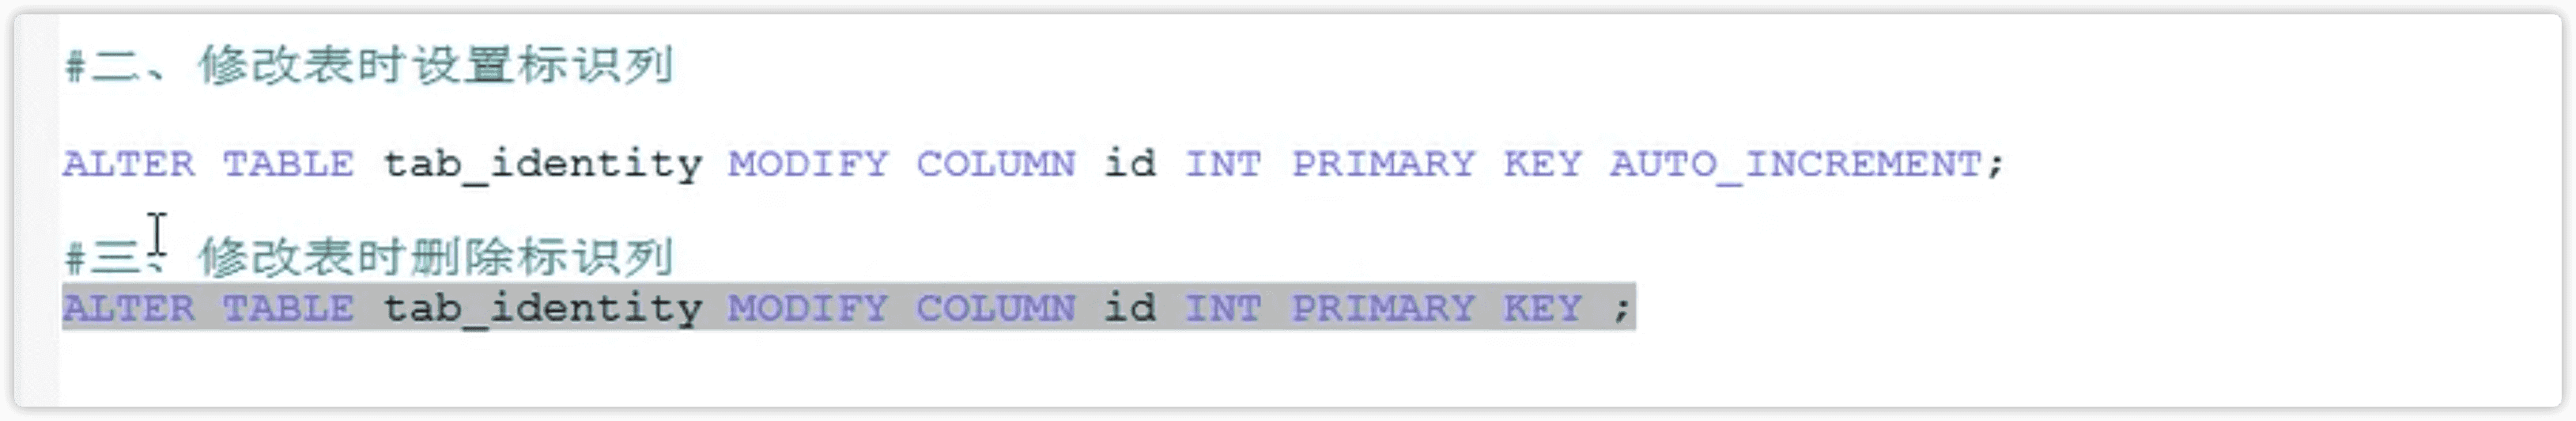 #二、修改表时设置标识列
ALTER TABLE tab_identity MODIFY COLUMN id INT PRIMARY KEY AUTO_INCREMENT;
#三、修改表时删除标识列
ALTER TABLE tab_identity MODIFY COLUMN id INT PRIMARY KEY ;